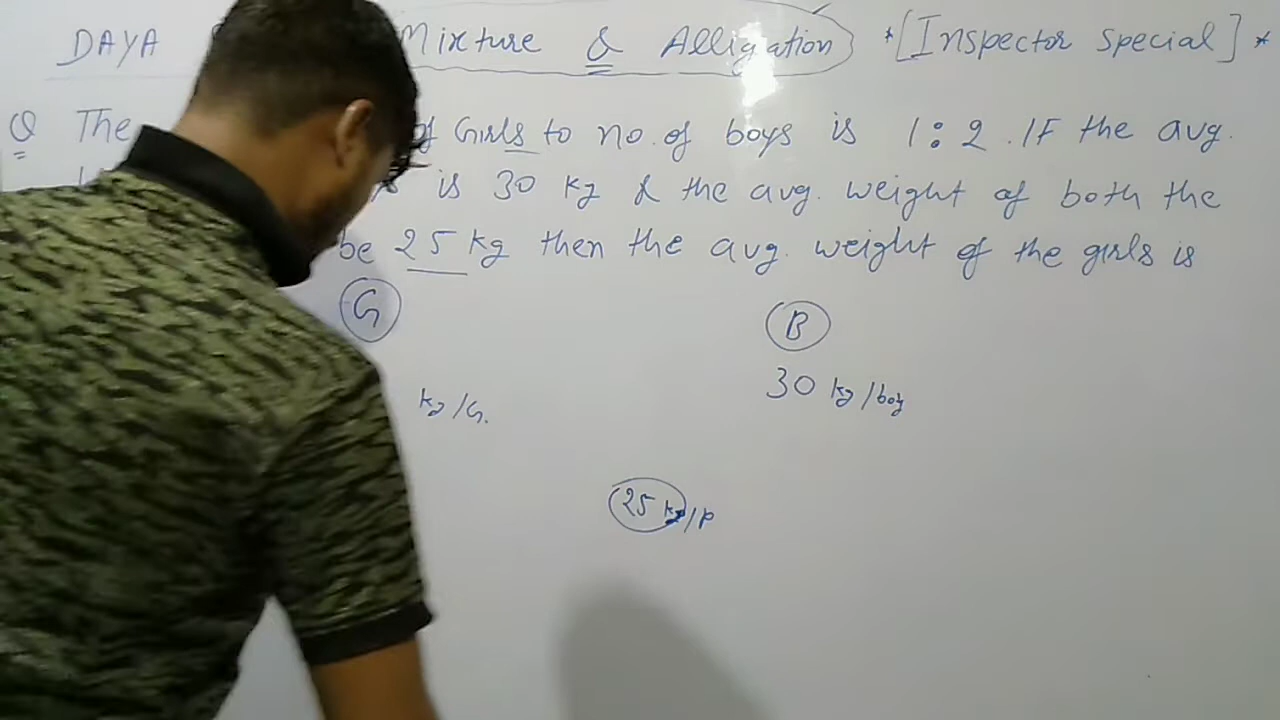 DAYA Mixture & Alligation *[Inspector Special]*
Q The of Girls to no. of boys is 1:2. If the avg.
is 30 kg & the avg. weight of both the
be 25 kg then the avg. weight of the girls is
G B
kg/G. 30 kg/boy
25 kg/P